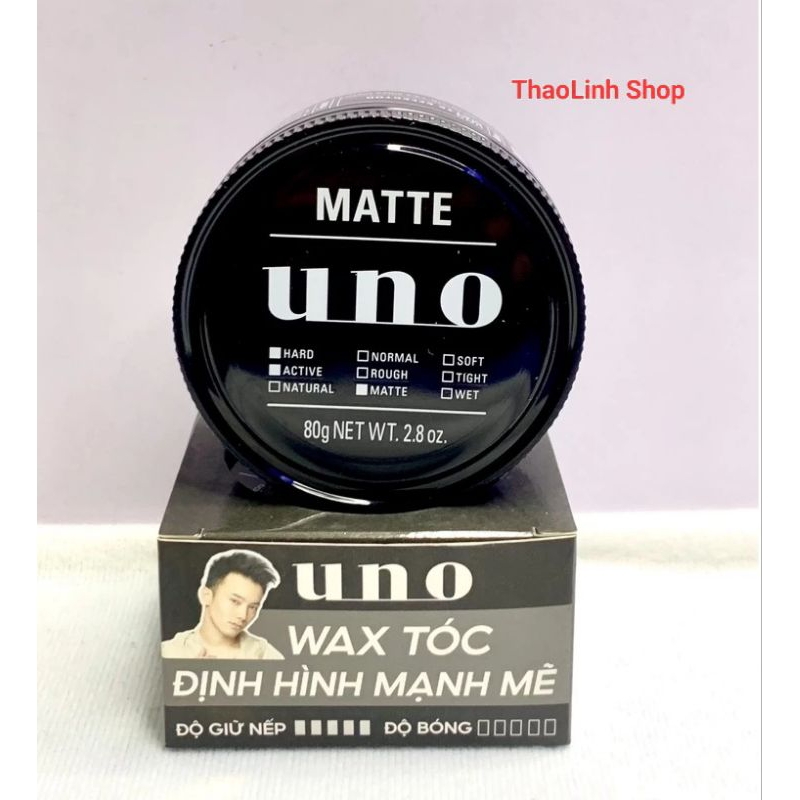 ThaoLinh Shop
MATTE
uno
■ HARD □ NORMAL □ SOFT
■ ACTIVE □ ROUGH □ TIGHT
□ NATURAL ■ MATTE □ WET
80g NET WT. 2.8 oz.
uno
WAX TÓC
ĐỊNH HÌNH MẠNH MẼ
ĐỘ GIỮ NẾP ■■■■■ ĐỘ BÓNG □□□□□